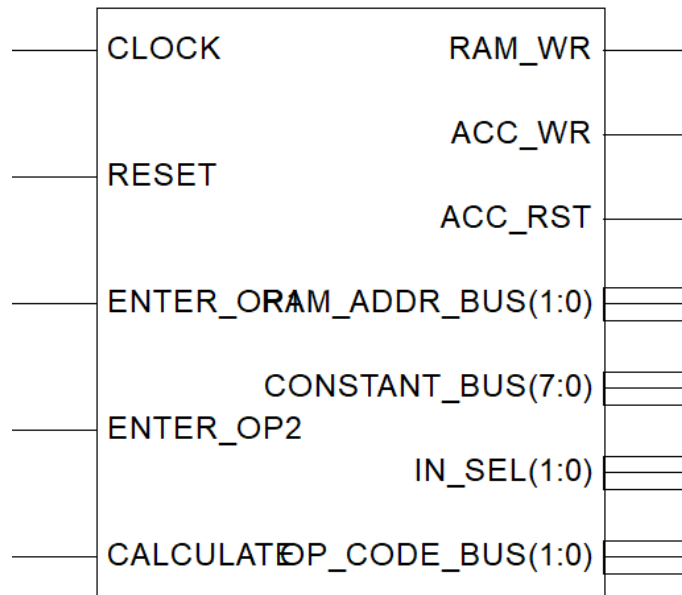 CLOCK
RAM_WR
ACC_WR
RESET
ACC_RST
ENTER_OP1
RAM_ADDR_BUS(1:0)
CONSTANT_BUS(7:0)
ENTER_OP2
IN_SEL(1:0)
CALCULATE
OP_CODE_BUS(1:0)